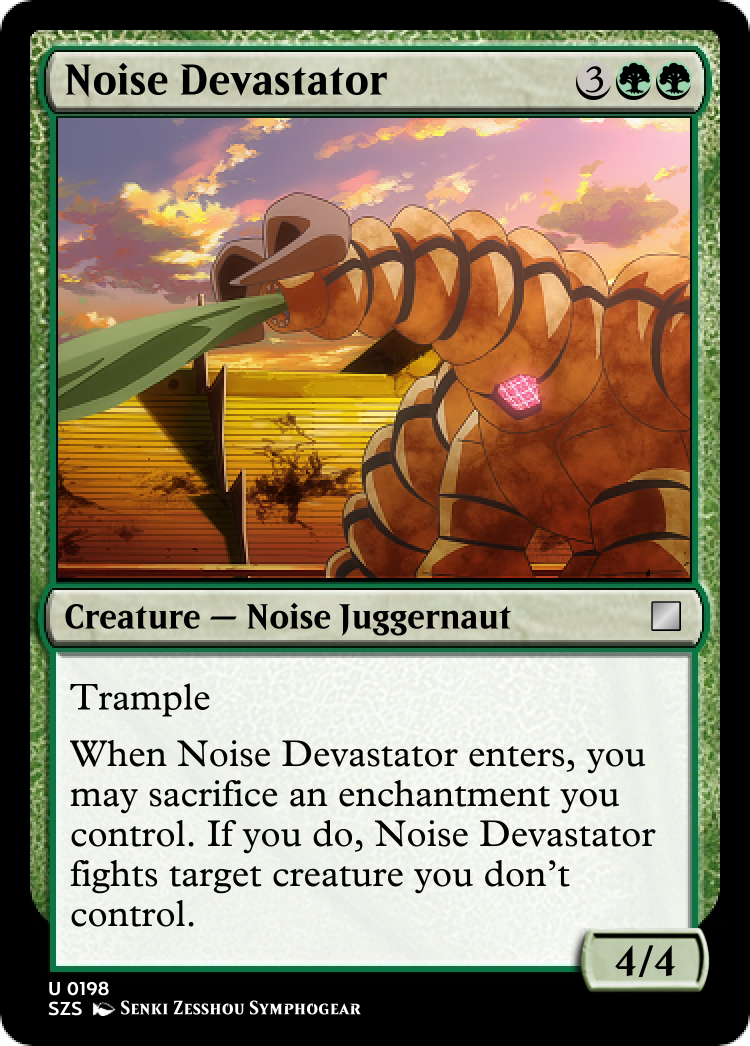 Noise Devastator 3
Creature — Noise Juggernaut
Trample
When Noise Devastator enters, you
may sacrifice an enchantment you
control. If you do, Noise Devastator
fights target creature you don't
control.
4/4
U 0198
SZS SENKI ZESSHOU SYMPHOGEAR